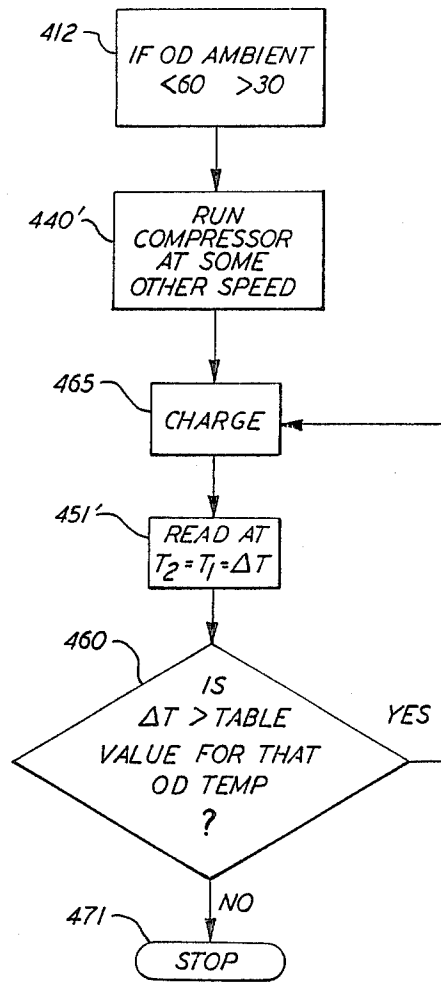 412
IF OD AMBIENT
<60 >30
440'
RUN
COMPRESSOR
AT SOME
OTHER SPEED
465
CHARGE
451'
READ AT
T2=T1=ΔT
460
IS
ΔT > TABLE
VALUE FOR THAT
OD TEMP
?
YES
NO
471
STOP